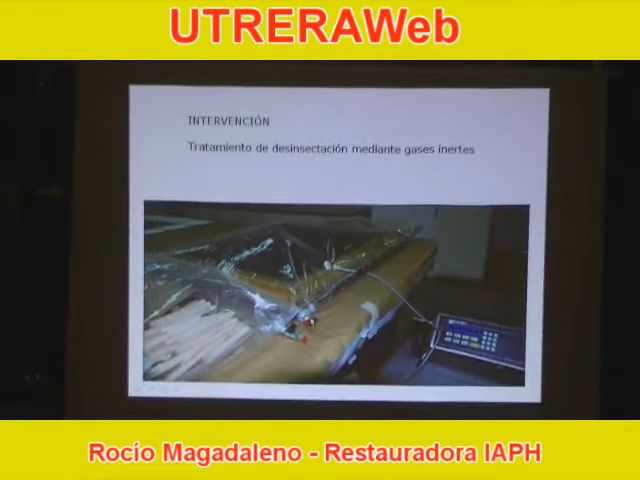 UTRERAWeb
INTERVENCIÓN
Tratamiento de desinsectación mediante gases inertes
Rocío Magadaleno - Restauradora IAPH